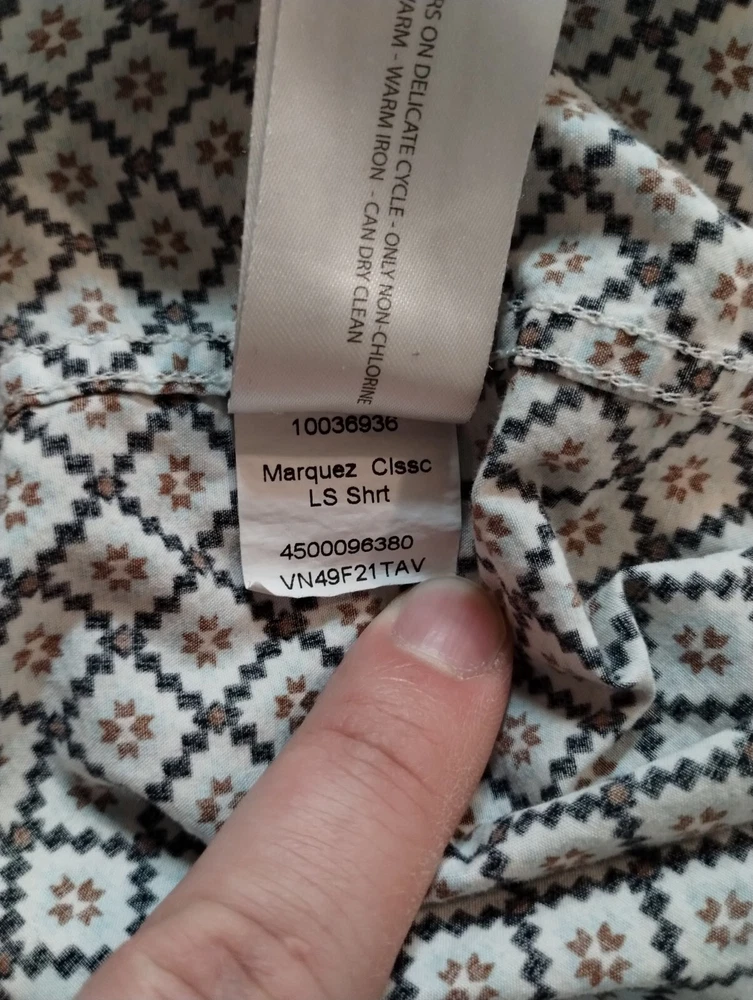 RS ON DELICATE CYCLE - ONLY NON-CHLORINE
WARM - WARM IRON - CAN DRY CLEAN
10036936
Marquez Clssc
LS Shrt
4500096380
VN49F21TAV